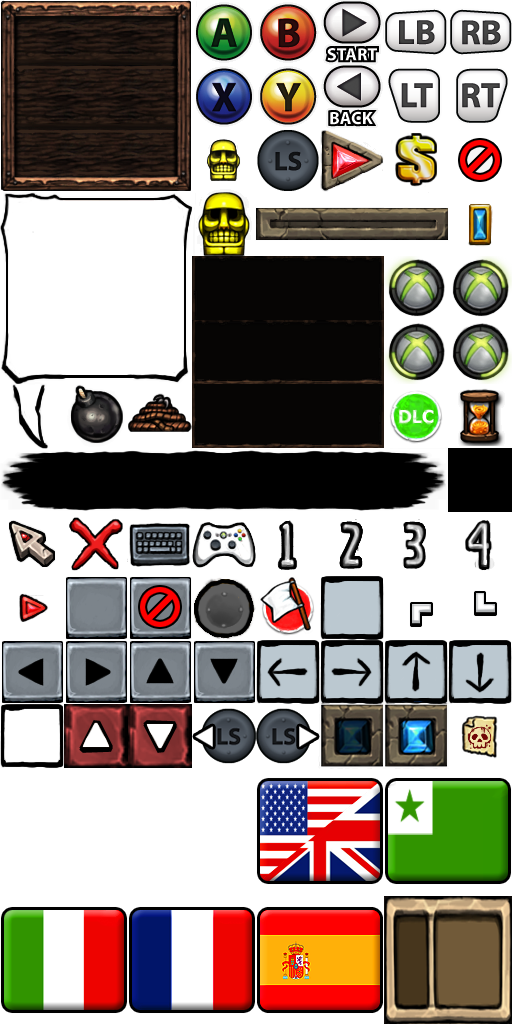 A B START LB RB
X Y BACK LT RT
LS $
DLC
1 2 3 4
LS LS